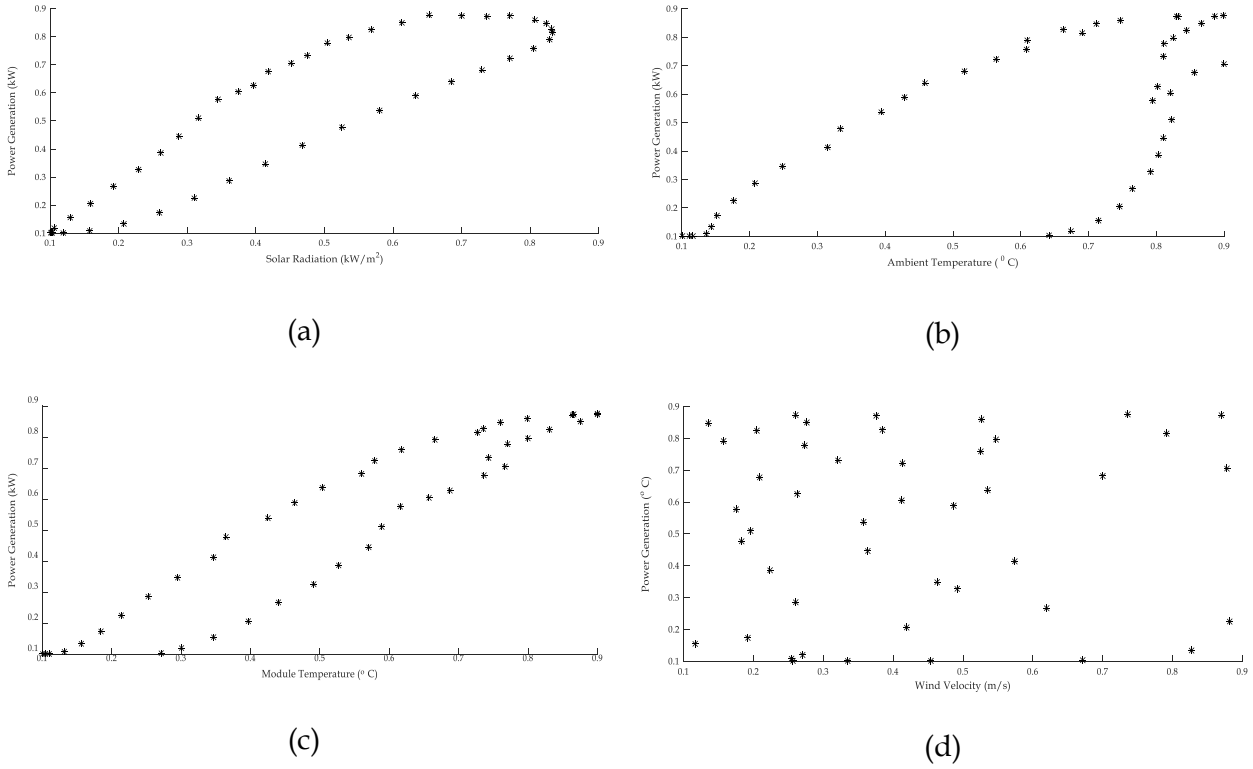 Power Generation (kW)
0.9
0.8
0.7
0.6
0.5
0.4
0.3
0.2
0.1
0.1 0.2 0.3 0.4 0.5 0.6 0.7 0.8 0.9
Solar Radiation (kW/m²)
(a)
Power Generation (kW)
0.9
0.8
0.7
0.6
0.5
0.4
0.3
0.2
0.1
0.1 0.2 0.3 0.4 0.5 0.6 0.7 0.8 0.9
Ambient Temperature ( ⁰ C)
(b)
Power Generation (kW)
0.9
0.8
0.7
0.6
0.5
0.4
0.3
0.2
0.1
0.1 0.2 0.3 0.4 0.5 0.6 0.7 0.8 0.9
Module Temperature (º C)
(c)
Power Generation (º C)
0.9
0.8
0.7
0.6
0.5
0.4
0.3
0.2
0.1
0.1 0.2 0.3 0.4 0.5 0.6 0.7 0.8 0.9
Wind Velocity (m/s)
(d)